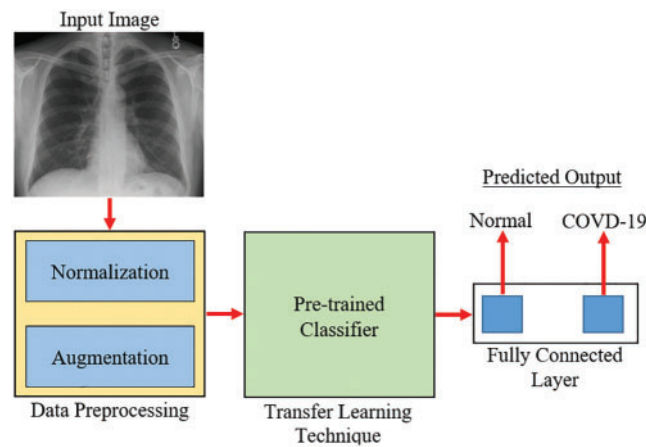 Input Image
Normalization
Augmentation
Data Preprocessing
Pre-trained
Classifier
Transfer Learning
Technique
Predicted Output
Normal
COVD-19
Fully Connected
Layer